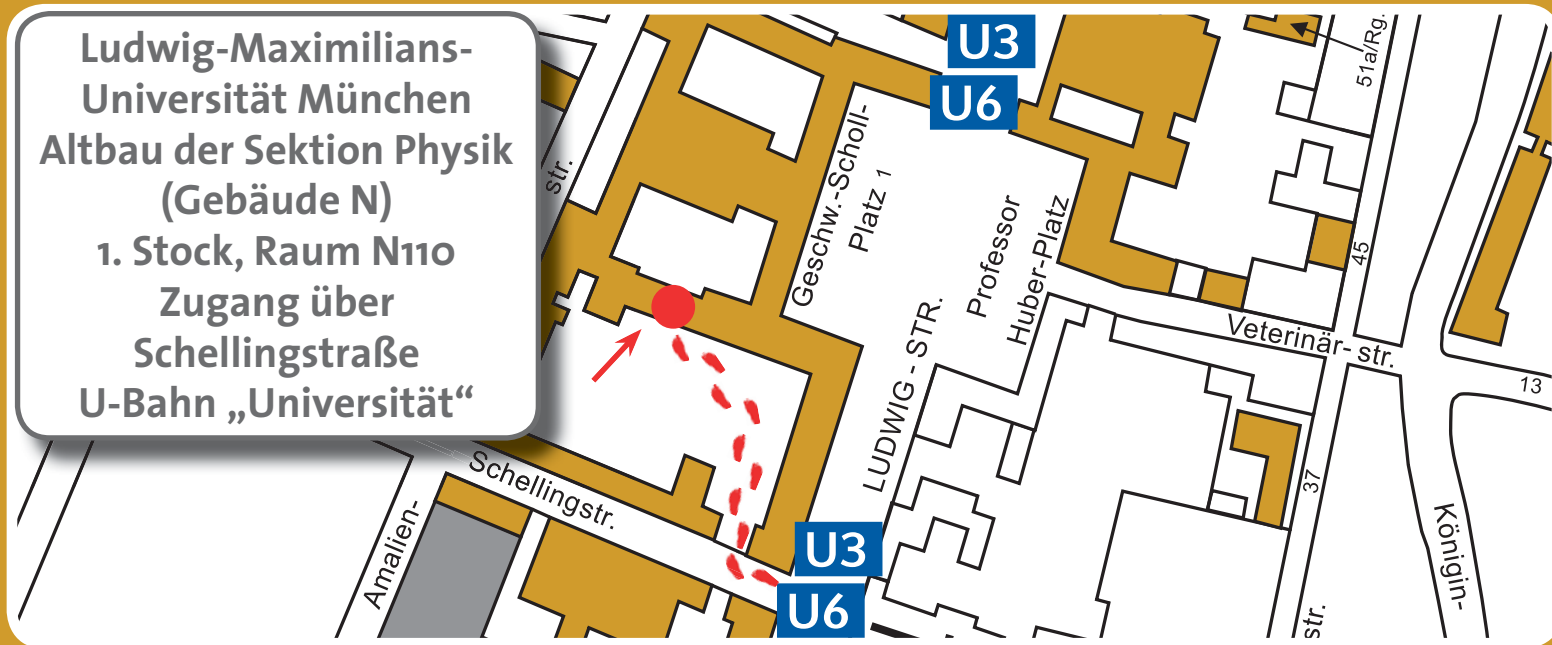 Ludwig-Maximilians-
Universität München
Altbau der Sektion Physik
(Gebäude N)
1. Stock, Raum N110
Zugang über
Schellingstraße
U-Bahn „Universität“
U3
U6
51a/Rg.
str.
Geschw.-Scholl-
Platz 1
Professor
Huber-Platz
45
LUDWIG - STR.
Veterinär- str.
13
Schellingstr.
37
Amalien-
Königin-
U3
U6
str.